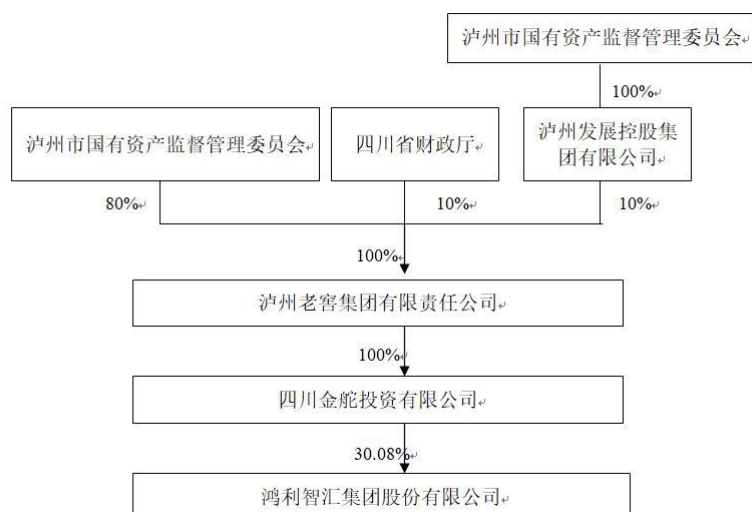 泸州市国有资产监督管理委员会
100%
泸州市国有资产监督管理委员会
四川省财政厅
泸州发展控股集
团有限公司
80%
10%
10%
100%
泸州老窖集团有限责任公司
100%
四川金舵投资有限公司
30.08%
鸿利智汇集团股份有限公司